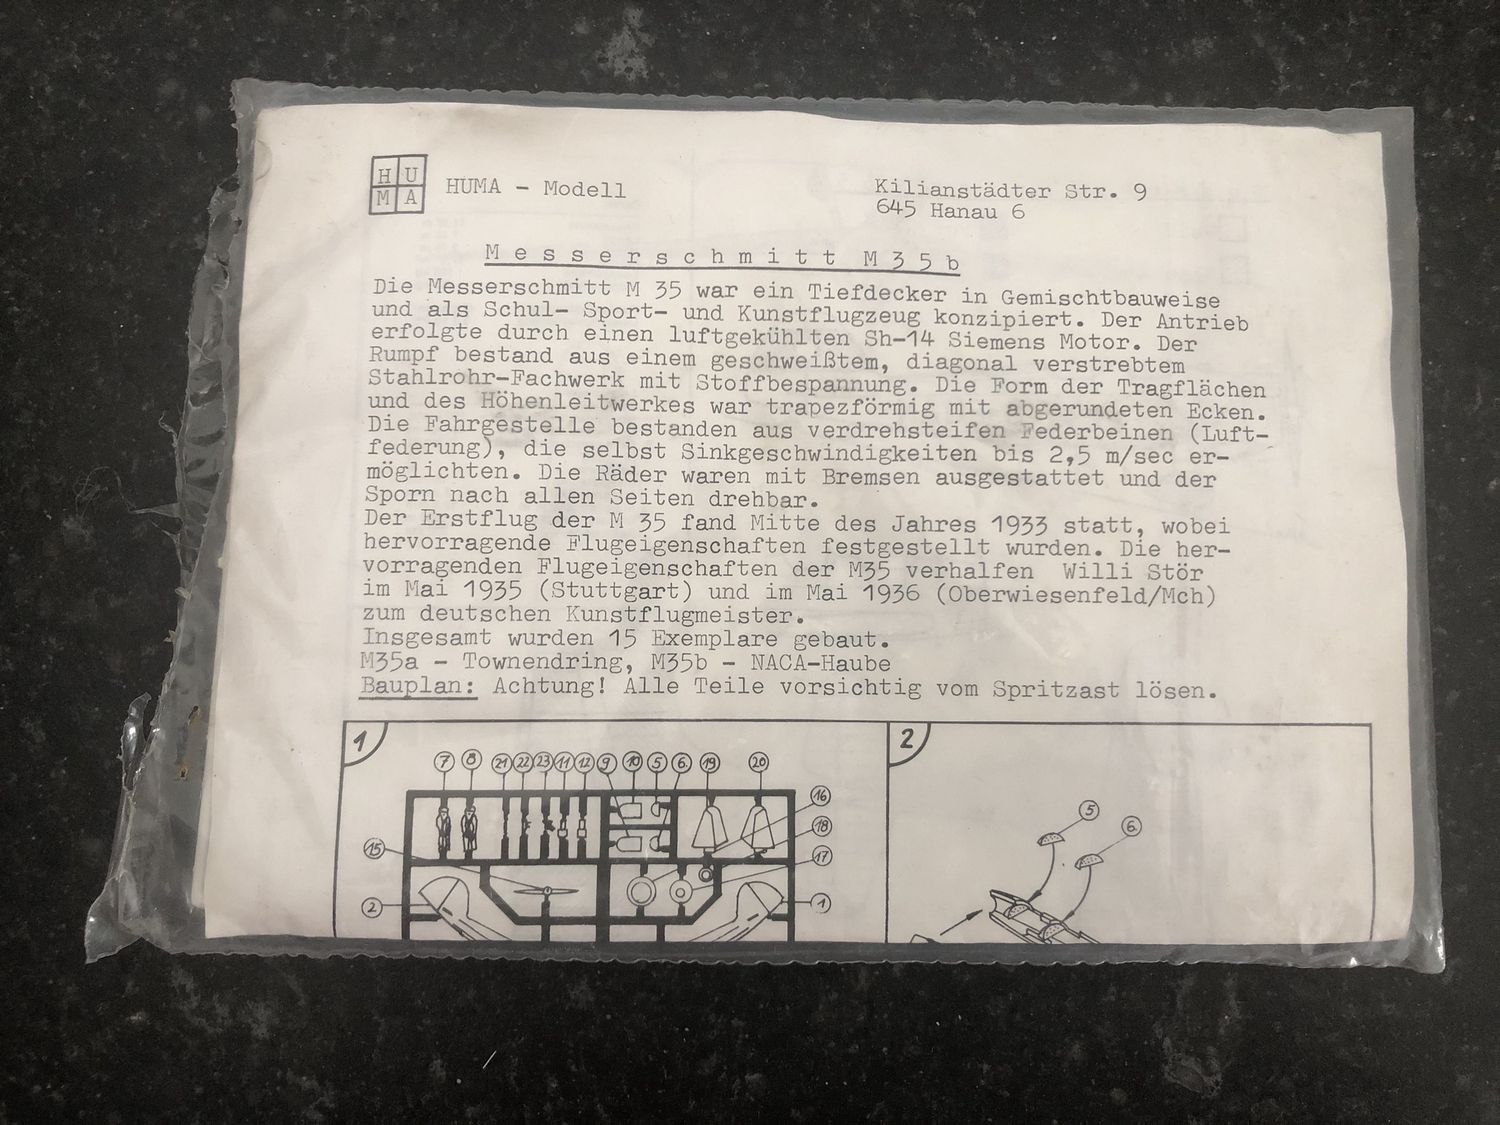 HU
MA
HUMA - Modell
Kilianstädter Str. 9
645 Hanau 6
Messerschmitt M35b
Die Messerschmitt M 35 war ein Tiefdecker in Gemischtbauweise
und als Schul- Sport- und Kunstflugzeug konzipiert. Der Antrieb
erfolgte durch einen luftgekühlten Sh-14 Siemens Motor. Der
Rumpf bestand aus einem geschweißtem, diagonal verstrebtem
Stahlrohr-Fachwerk mit Stoffbespannung. Die Form der Tragflächen
und des Höhenleitwerkes war trapezförmig mit abgerundeten Ecken.
Die Fahrgestelle bestanden aus verdrehsteifen Federbeinen (Luft-
federung), die selbst Sinkgeschwindigkeiten bis 2,5 m/sec er-
möglichten. Die Räder waren mit Bremsen ausgestattet und der
Sporn nach allen Seiten drehbar.
Der Erstflug der M 35 fand Mitte des Jahres 1933 statt, wobei
hervorragende Flugeigenschaften festgestellt wurden. Die her-
vorragenden Flugeigenschaften der M35 verhalfen Willi Stör
im Mai 1935 (Stuttgart) und im Mai 1936 (Oberwiesenfeld/Mch)
zum deutschen Kunstflugmeister.
Insgesamt wurden 15 Exemplare gebaut.
M35a - Townendring, M35b - NACA-Haube
Bauplan: Achtung! Alle Teile vorsichtig vom Spritzast lösen.
1
7 8 21 22 23 11 12 9 10 5 6 19 20
16
18
15
17
2
1
2
5
6